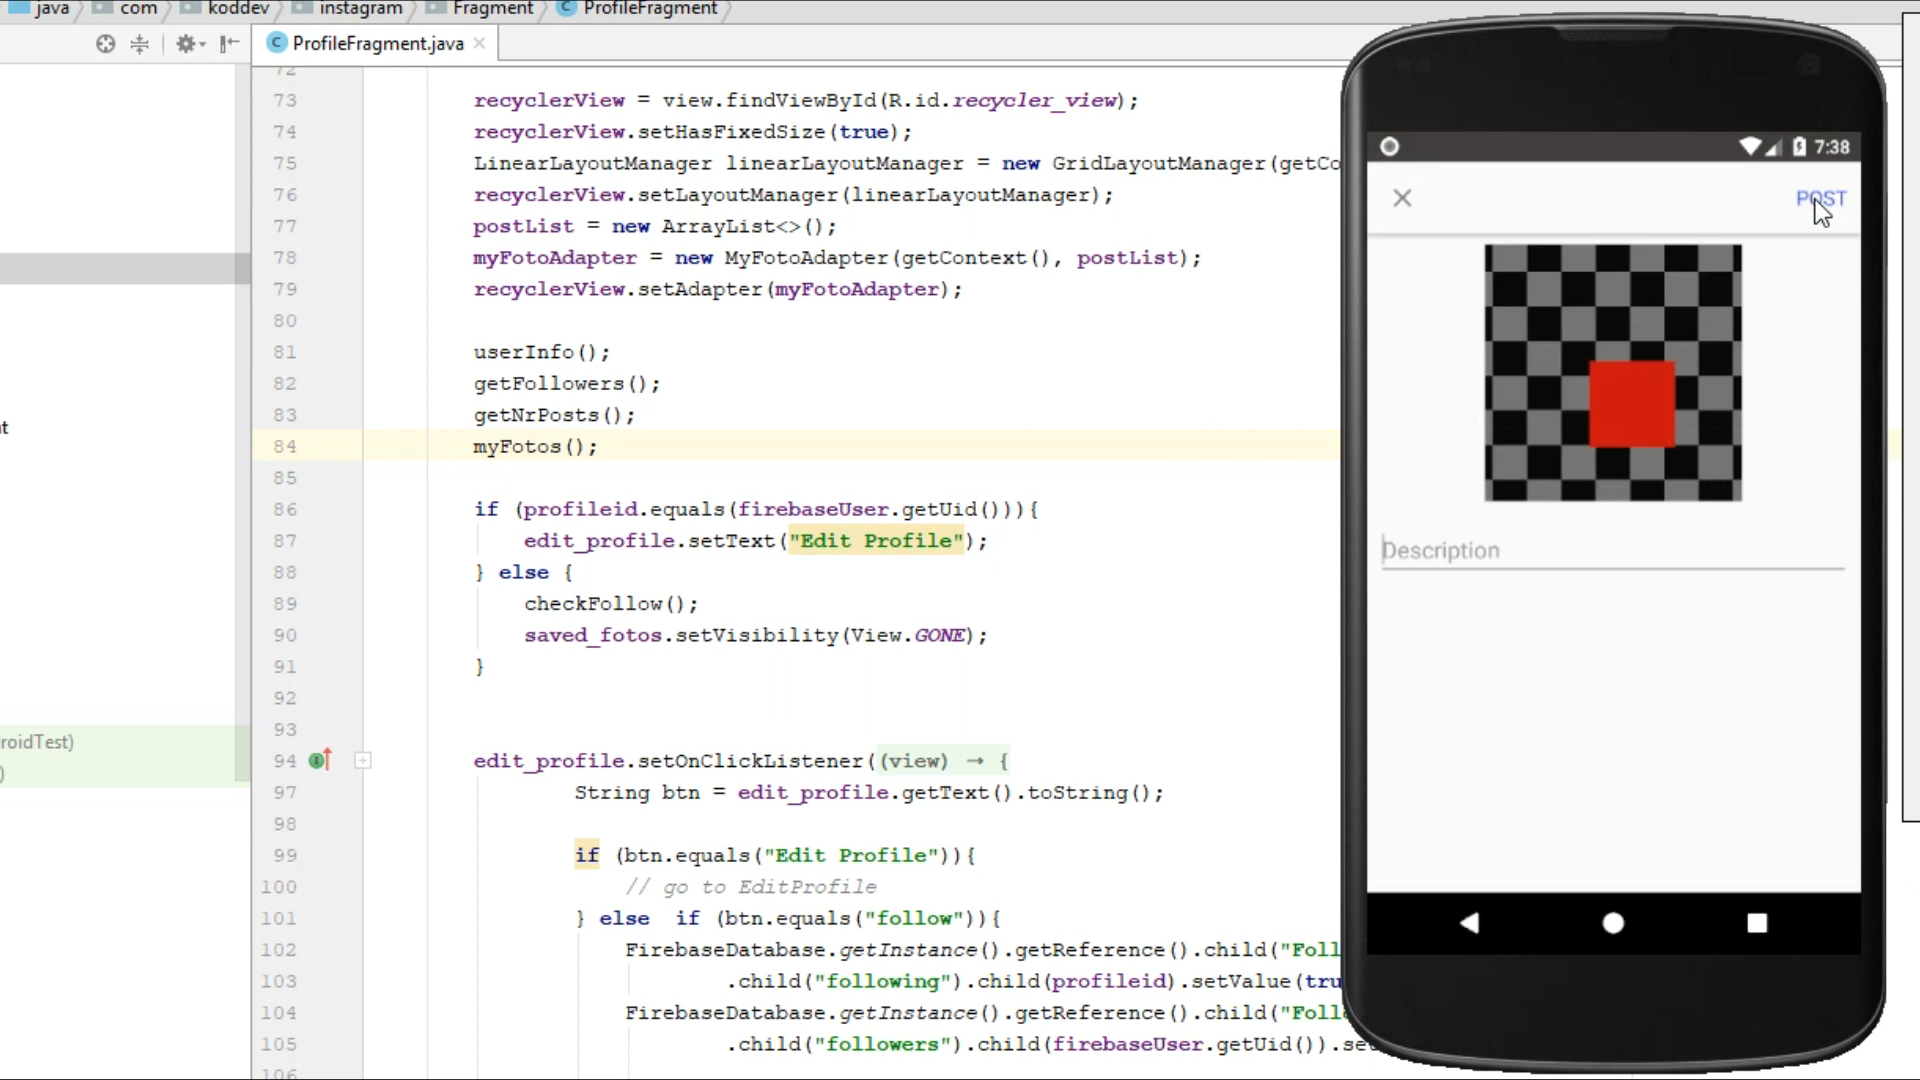 java com koddev instagram Fragment ProfileFragment
ProfileFragment.java
72
73 recyclerView = view.findViewById(R.id.recycler_view);
74 recyclerView.setHasFixedSize(true);
75 LinearLayoutManager linearLayoutManager = new GridLayoutManager(getCo
76 recyclerView.setLayoutManager(linearLayoutManager);
77 postList = new ArrayList<>();
78 myFotoAdapter = new MyFotoAdapter(getContext(), postList);
79 recyclerView.setAdapter(myFotoAdapter);
80
81 userInfo();
82 getFollowers();
83 getNrPosts();
84 myFotos();
85
86 if (profileid.equals(firebaseUser.getUid())){
87 edit_profile.setText("Edit Profile");
88 } else {
89 checkFollow();
90 saved_fotos.setVisibility(View.GONE);
91 }
92
93
94 edit_profile.setOnClickListener((view) → {
97 String btn = edit_profile.getText().toString();
98
99 if (btn.equals("Edit Profile")){
100 // go to EditProfile
101 } else if (btn.equals("follow")){
102 FirebaseDatabase.getInstance().getReference().child("Foll
103 .child("following").child(profileid).setValue(tru
104 FirebaseDatabase.getInstance().getReference().child("Follo
105 .child("followers").child(firebaseUser.getUid()).se
106
t
roidTest)
)
7:38
POST
Description